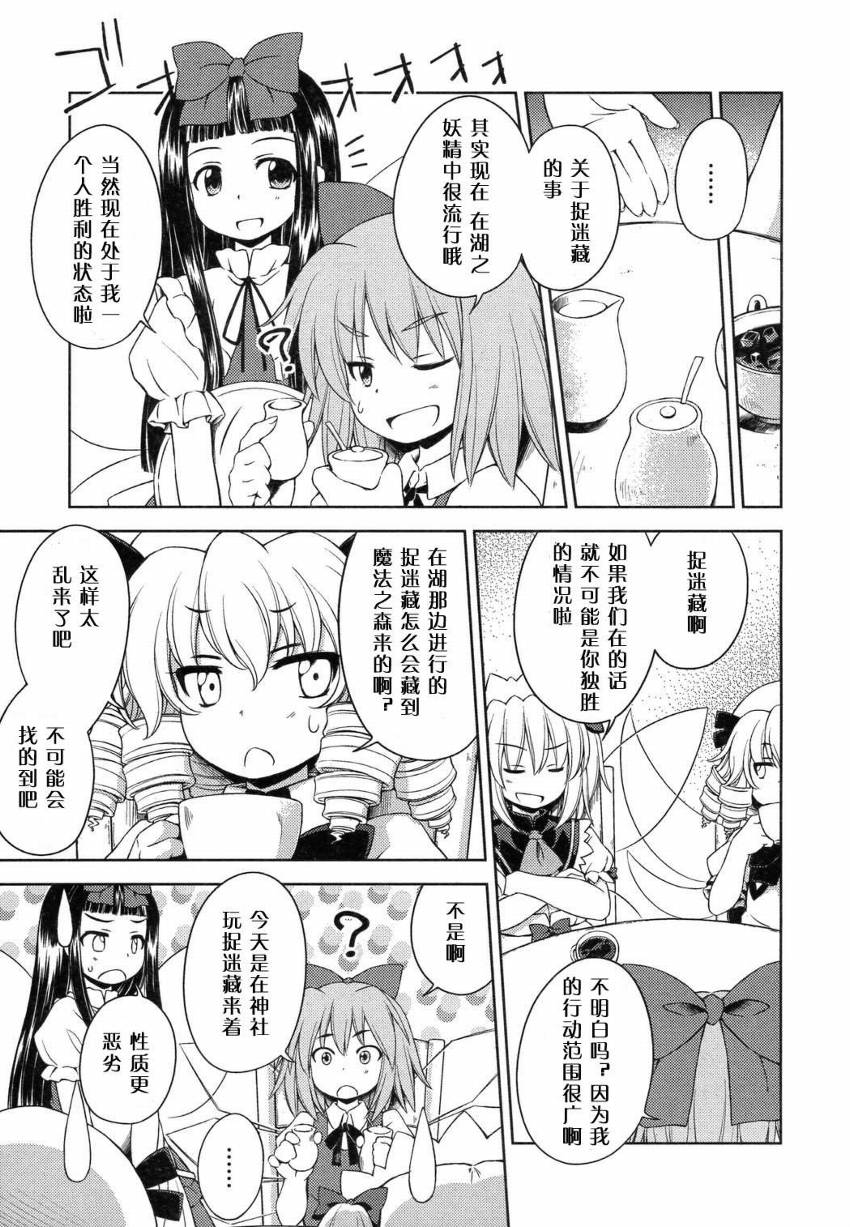 ゴオオオオオ
……
关于捉迷藏
的事
其实现在 在湖之
妖精中很流行哦
当然现在处于我一
个人胜利的状态啦
?
捉迷藏啊
如果我们在的话
就不可能是你独胜
的情况啦
在湖那边进行的
捉迷藏怎么会藏到
魔法之森来的啊？
这样太
乱来了吧
不可能会
找的到吧
不明白吗？因为我
的行动范围很广啊
不是啊
今天是在神社
玩捉迷藏来着
?
性质更
恶劣
……